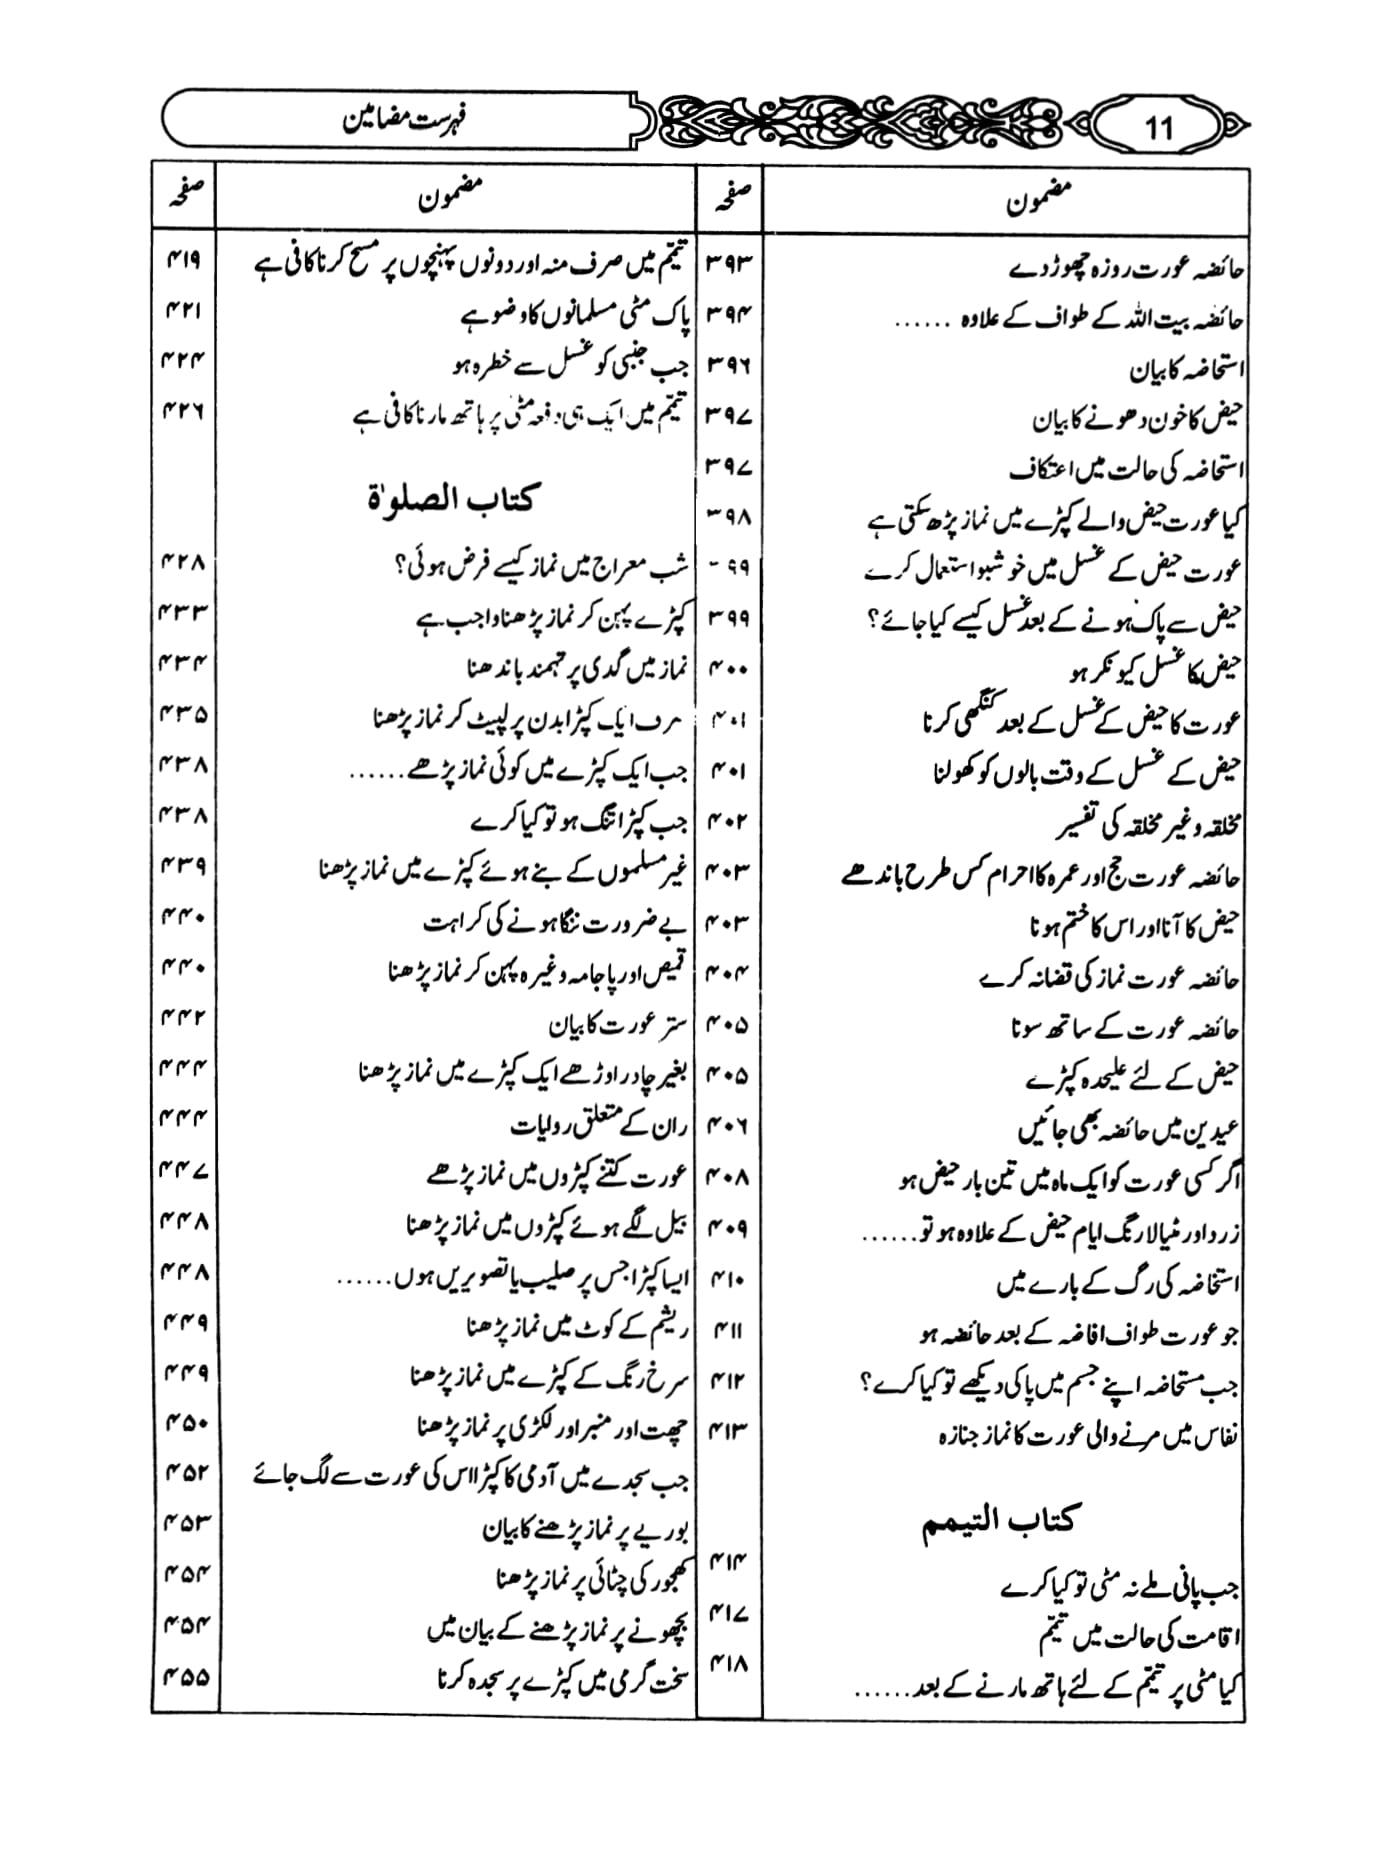 11
فہرست مضامین
مضمون صفحہ
حائضہ عورت روزہ چھوڑ دے ۳۹۳
حائضہ بیت اللہ کے طواف کے علاوہ ...... ۳۹۴
استحاضہ کا بیان ۳۹۶
حیض کا خون دھونے کا بیان ۳۹۷
استحاضہ کی حالت میں اعتکاف ۳۹۷
کیا عورت حیض والے کپڑے میں نماز پڑھ سکتی ہے ۳۹۸
عورت حیض کے غسل میں خوشبو استعمال کرے ۹۹
حیض سے پاک ہونے کے بعد غسل کیسے کیا جائے؟ ۳۹۹
حیض کا غسل کیونکر ہو ۴۰۰
عورت کا حیض کے غسل کے بعد کنگھی کرنا ۴۰۱
حیض کے غسل کے وقت بالوں کو کھولنا ۴۰۱
مخلقہ وغیر مخلقہ کی تفسیر ۴۰۲
حائضہ عورت حج اور عمرہ کا احرام کس طرح باندھے ۴۰۳
حیض کا آنا اور اس کا ختم ہونا ۴۰۳
حائضہ عورت نماز کی قضا نہ کرے ۴۰۴
حائضہ عورت کے ساتھ سونا ۴۰۵
حیض کے لئے علیحدہ کپڑے ۴۰۵
عیدین میں حائضہ بھی جائیں ۴۰۶
اگر کسی عورت کو ایک ماہ میں تین بار حیض ہو ۴۰۸
زرد اور مٹیالا رنگ ایام حیض کے علاوہ ہو تو ...... ۴۰۹
استحاضہ کی رگ کے بارے میں ۴۱۰
جو عورت طواف افاضہ کے بعد حائضہ ہو ۴۱۱
جب مستحاضہ اپنے جسم میں پاکی دیکھے تو کیا کرے؟ ۴۱۲
نفاس میں مرنے والی عورت کا نماز جنازہ ۴۱۳
کتاب التیمم
جب پانی ملے نہ مٹی تو کیا کرے ۴۱۴
اقامت کی حالت میں تیمّم ۴۱۷
کیا مٹی پر تیمّم کے لئے ہاتھ مارنے کے بعد ...... ۴۱۸
مضمون صفحہ
تیمّم میں صرف منہ اور دونوں پہنچوں پر مسح کرنا کافی ہے ۴۱۹
پاک مٹی مسلمانوں کا وضو ہے ۴۲۱
جب جنبی کو غسل سے خطرہ ہو ۴۲۴
تیمّم میں ایک ہی دفعہ مٹی پر ہاتھ مارنا کافی ہے ۴۲۶
کتاب الصلوٰۃ
شب معراج میں نماز کیسے فرض ہوئی؟ ۴۲۸
کپڑے پہن کر نماز پڑھنا واجب ہے ۴۳۳
نماز میں گدی پر تہمند باندھنا ۴۳۴
صرف ایک کپڑا بدن پر لپیٹ کر نماز پڑھنا ۴۳۵
جب ایک کپڑے میں کوئی نماز پڑھے ...... ۴۳۸
جب کپڑا تنگ ہو تو کیا کرے ۴۳۸
غیر مسلموں کے بنے ہوئے کپڑے میں نماز پڑھنا ۴۳۹
بے ضرورت ننگا ہونے کی کراہت ۴۴۰
قمیص اور پاجامہ وغیرہ پہن کر نماز پڑھنا ۴۴۰
ستر عورت کا بیان ۴۴۲
بغیر چادر اوڑھے ایک کپڑے میں نماز پڑھنا ۴۴۴
ران کے متعلق روایات ۴۴۴
عورت کتنے کپڑوں میں نماز پڑھے ۴۴۷
بیل لگے ہوئے کپڑوں میں نماز پڑھنا ۴۴۸
ایسا کپڑا جس پر صلیب یا تصویریں ہوں ...... ۴۴۸
ریشم کے کوٹ میں نماز پڑھنا ۴۴۹
سرخ رنگ کے کپڑے میں نماز پڑھنا ۴۴۹
چھت اور منبر اور لکڑی پر نماز پڑھنا ۴۵۰
جب سجدے میں آدمی کا کپڑا اس کی عورت سے لگ جائے ۴۵۲
بوریے پر نماز پڑھنے کا بیان ۴۵۳
کھجور کی چٹائی پر نماز پڑھنا ۴۵۴
بچھونے پر نماز پڑھنے کے بیان میں ۴۵۴
سخت گرمی میں کپڑے پر سجدہ کرنا ۴۵۵